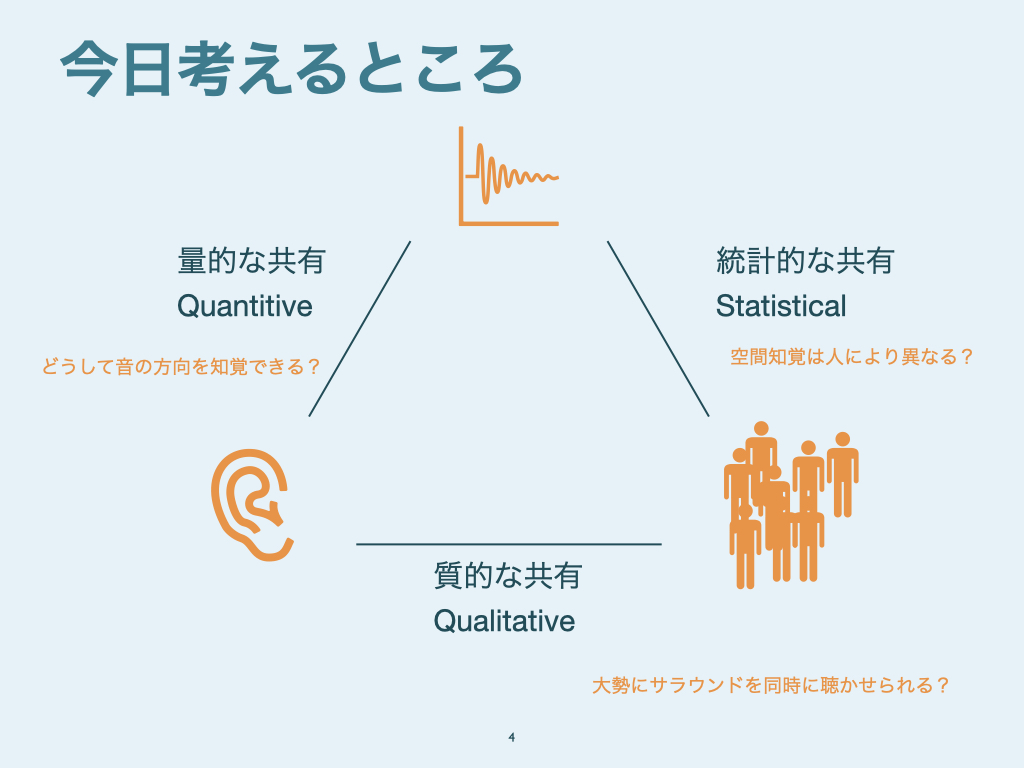 今日考えるところ
量的な共有
Quantitive
どうして音の方向を知覚できる？
統計的な共有
Statistical
空間知覚は人により異なる？
質的な共有
Qualitative
大勢にサラウンドを同時に聴かせられる？
4